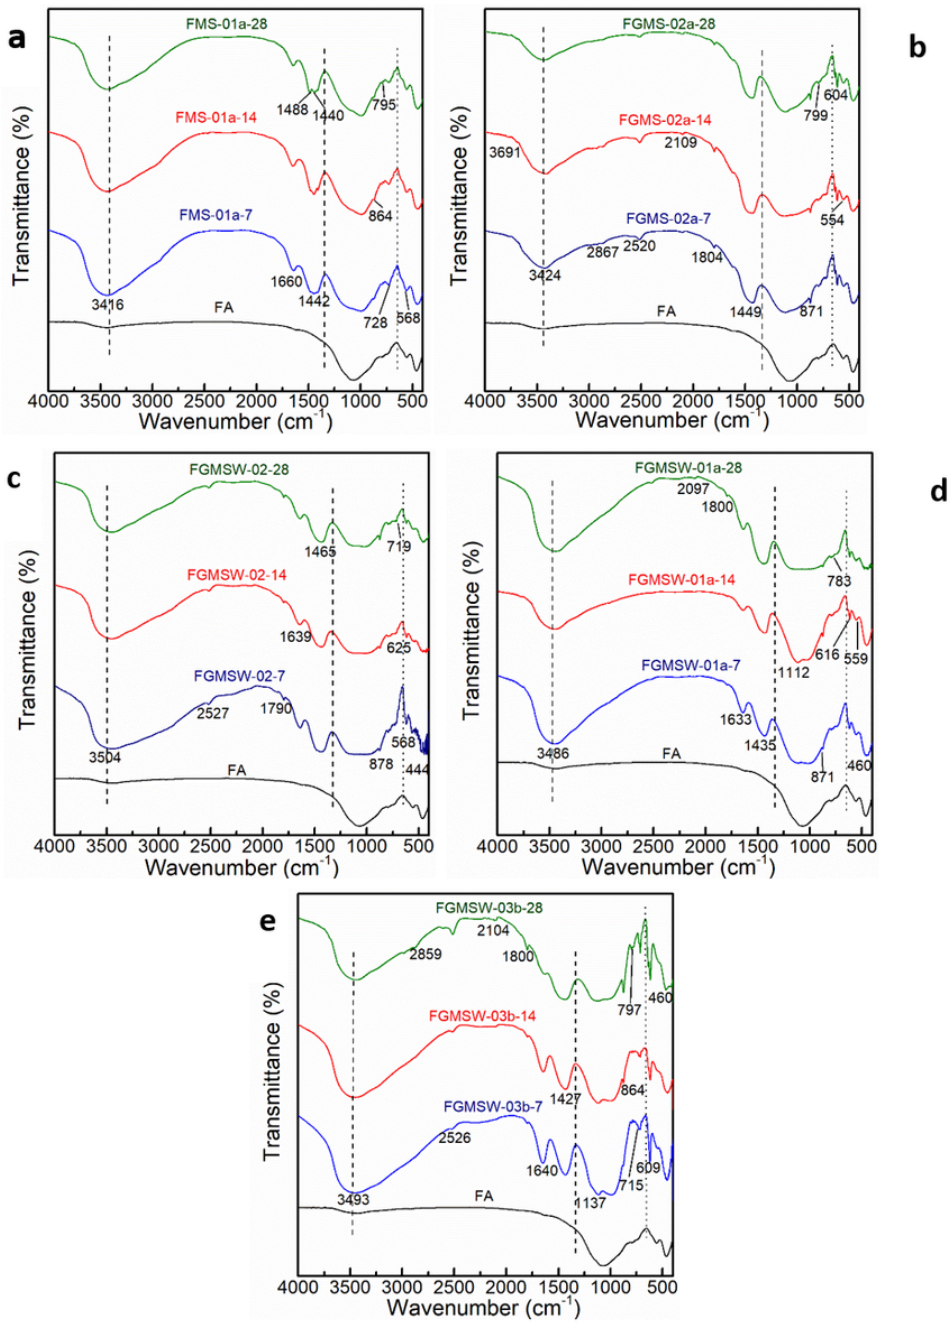 a
FMS-01a-28
1488
1440
795
FMS-01a-14
864
FMS-01a-7
1660
1442
3416
728
568
FA
4000 3500 3000 2500 2000 1500 1000 500
Wavenumber (cm-1)
Transmittance (%)
b
FGMS-02a-28
604
799
FGMS-02a-14
3691
2109
554
FGMS-02a-7
2867
2520
1804
3424
1449
871
FA
4000 3500 3000 2500 2000 1500 1000 500
Wavenumber (cm-1)
Transmittance (%)
c
FGMSW-02-28
1465
719
FGMSW-02-14
1639
625
FGMSW-02-7
2527
1790
3504
568
878
444
FA
4000 3500 3000 2500 2000 1500 1000 500
Wavenumber (cm-1)
Transmittance (%)
d
FGMSW-01a-28
2097
1800
783
FGMSW-01a-14
616
559
1112
FGMSW-01a-7
1633
1435
3486
871
460
FA
4000 3500 3000 2500 2000 1500 1000 500
Wavenumber (cm-1)
Transmittance (%)
e
FGMSW-03b-28
2859
2104
1800
797
460
FGMSW-03b-14
1427
864
FGMSW-03b-7
2526
1640
609
715
3493
1137
FA
4000 3500 3000 2500 2000 1500 1000 500
Wavenumber (cm-1)
Transmittance (%)